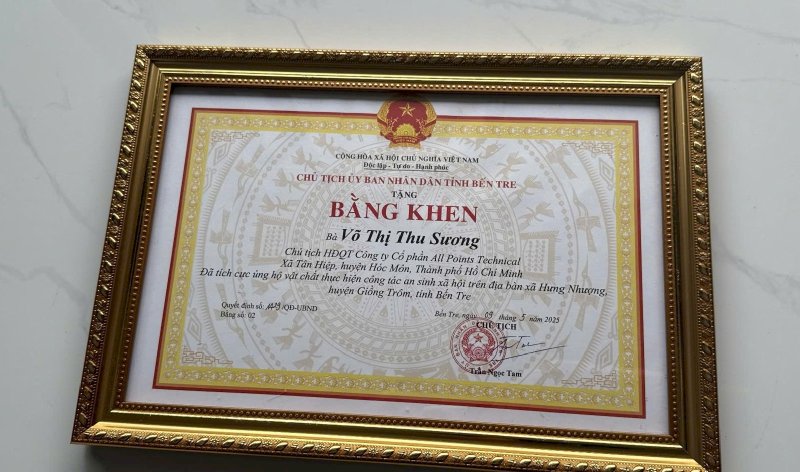 CỘNG HÒA XÃ HỘI CHỦ NGHĨA VIỆT NAM
Độc lập - Tự do - Hạnh phúc
CHỦ TỊCH ỦY BAN NHÂN DÂN TỈNH BẾN TRE
TẶNG
BẰNG KHEN
Bà Võ Thị Thu Sương
Chủ tịch HĐQT Công ty Cổ phần All Points Technical
Xã Tân Hiệp, huyện Hóc Môn, Thành phố Hồ Chí Minh
Đã tích cực ủng hộ vật chất thực hiện công tác an sinh xã hội trên địa bàn xã Hưng Nhượng,
huyện Giồng Trôm, tỉnh Bến Tre
Quyết định số: /QĐ-UBND
Bảng số: 02
Bến Tre, ngày 09 tháng 5 năm 2025
CHỦ TỊCH
Trần Ngọc Tam